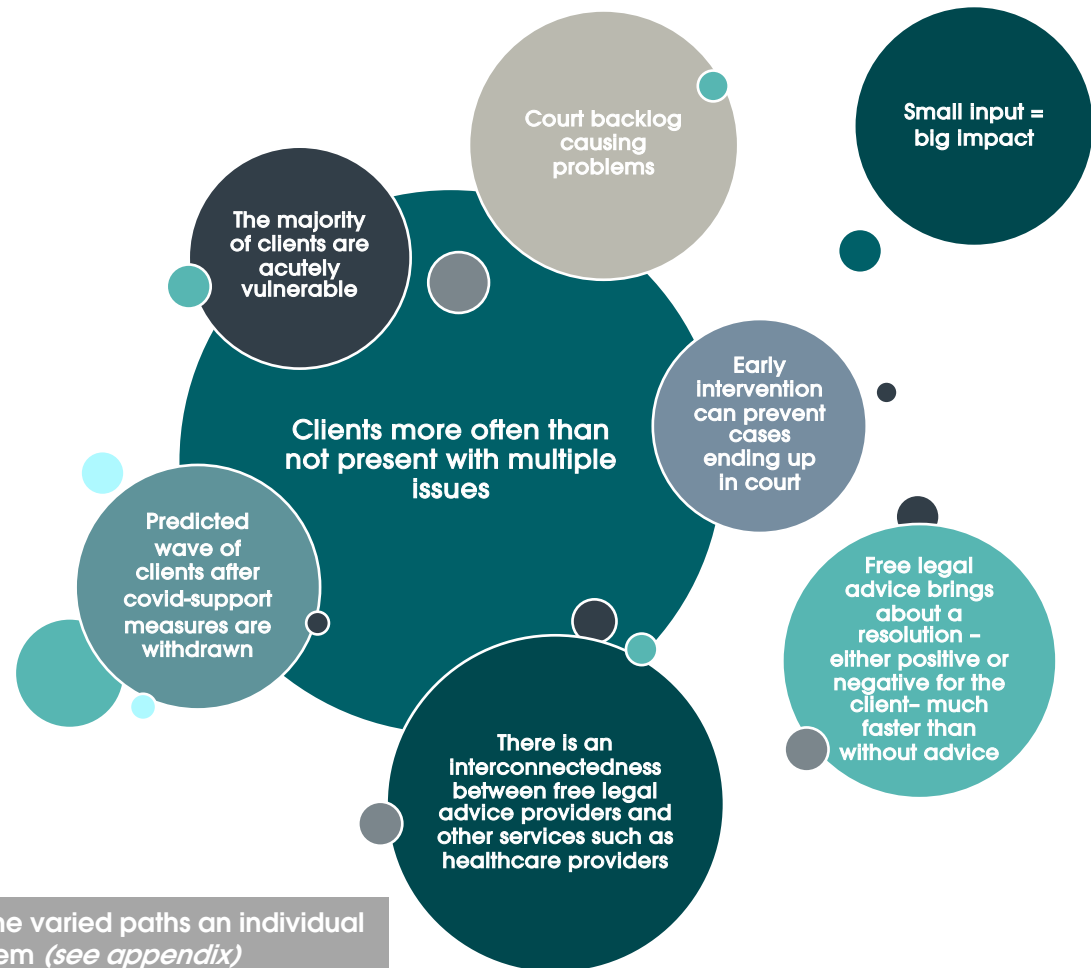 Court backlog
causing
problems
Small input =
big impact
The majority
of clients are
acutely
vulnerable
Early
intervention
can prevent
cases
ending up
in court
Clients more often than
not present with multiple
issues
Predicted
wave of
clients after
covid-support
measures are
withdrawn
Free legal
advice brings
about a
resolution –
either positive or
negative for the
client– much
faster than
without advice
There is an
interconnectedness
between free legal
advice providers and
other services such as
healthcare providers
varied paths an individual
(see appendix)